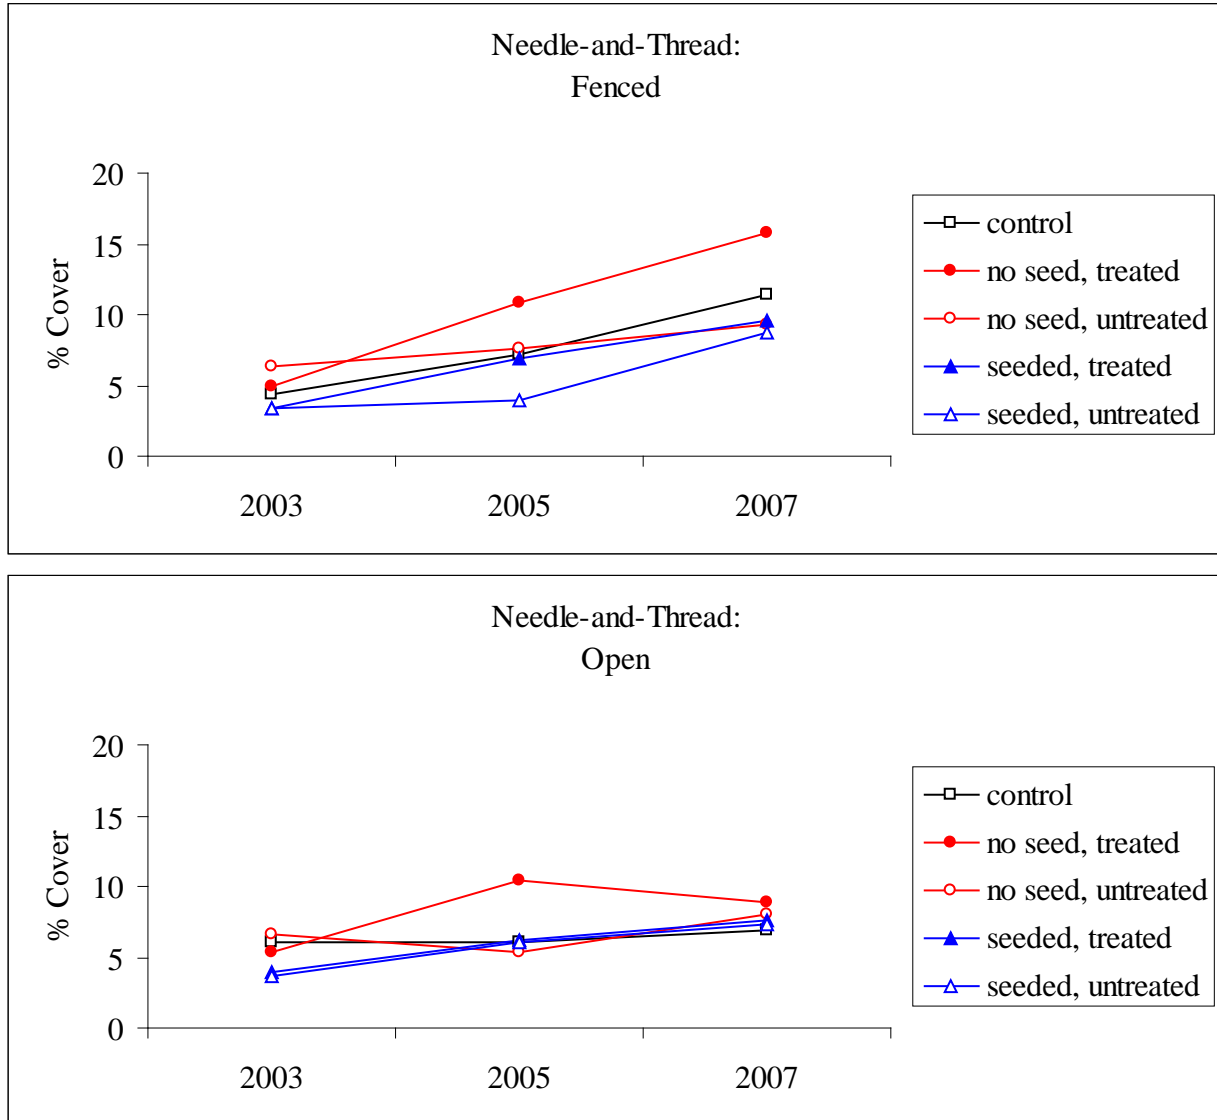 Needle-and-Thread:
Fenced
20
15
10
5
0
% Cover
2003 2005 2007
control
no seed, treated
no seed, untreated
seeded, treated
seeded, untreated
Needle-and-Thread:
Open
20
15
10
5
0
% Cover
2003 2005 2007
control
no seed, treated
no seed, untreated
seeded, treated
seeded, untreated